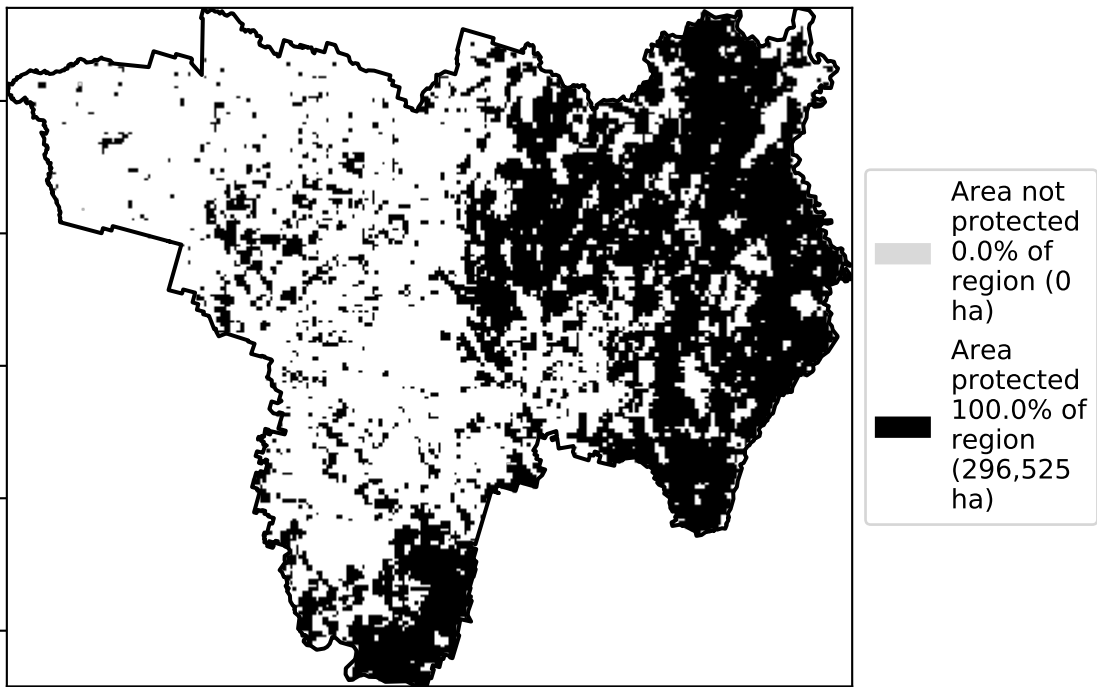 Area not
protected
0.0% of
region (0
ha)
Area
protected
100.0% of
region
(296,525
ha)